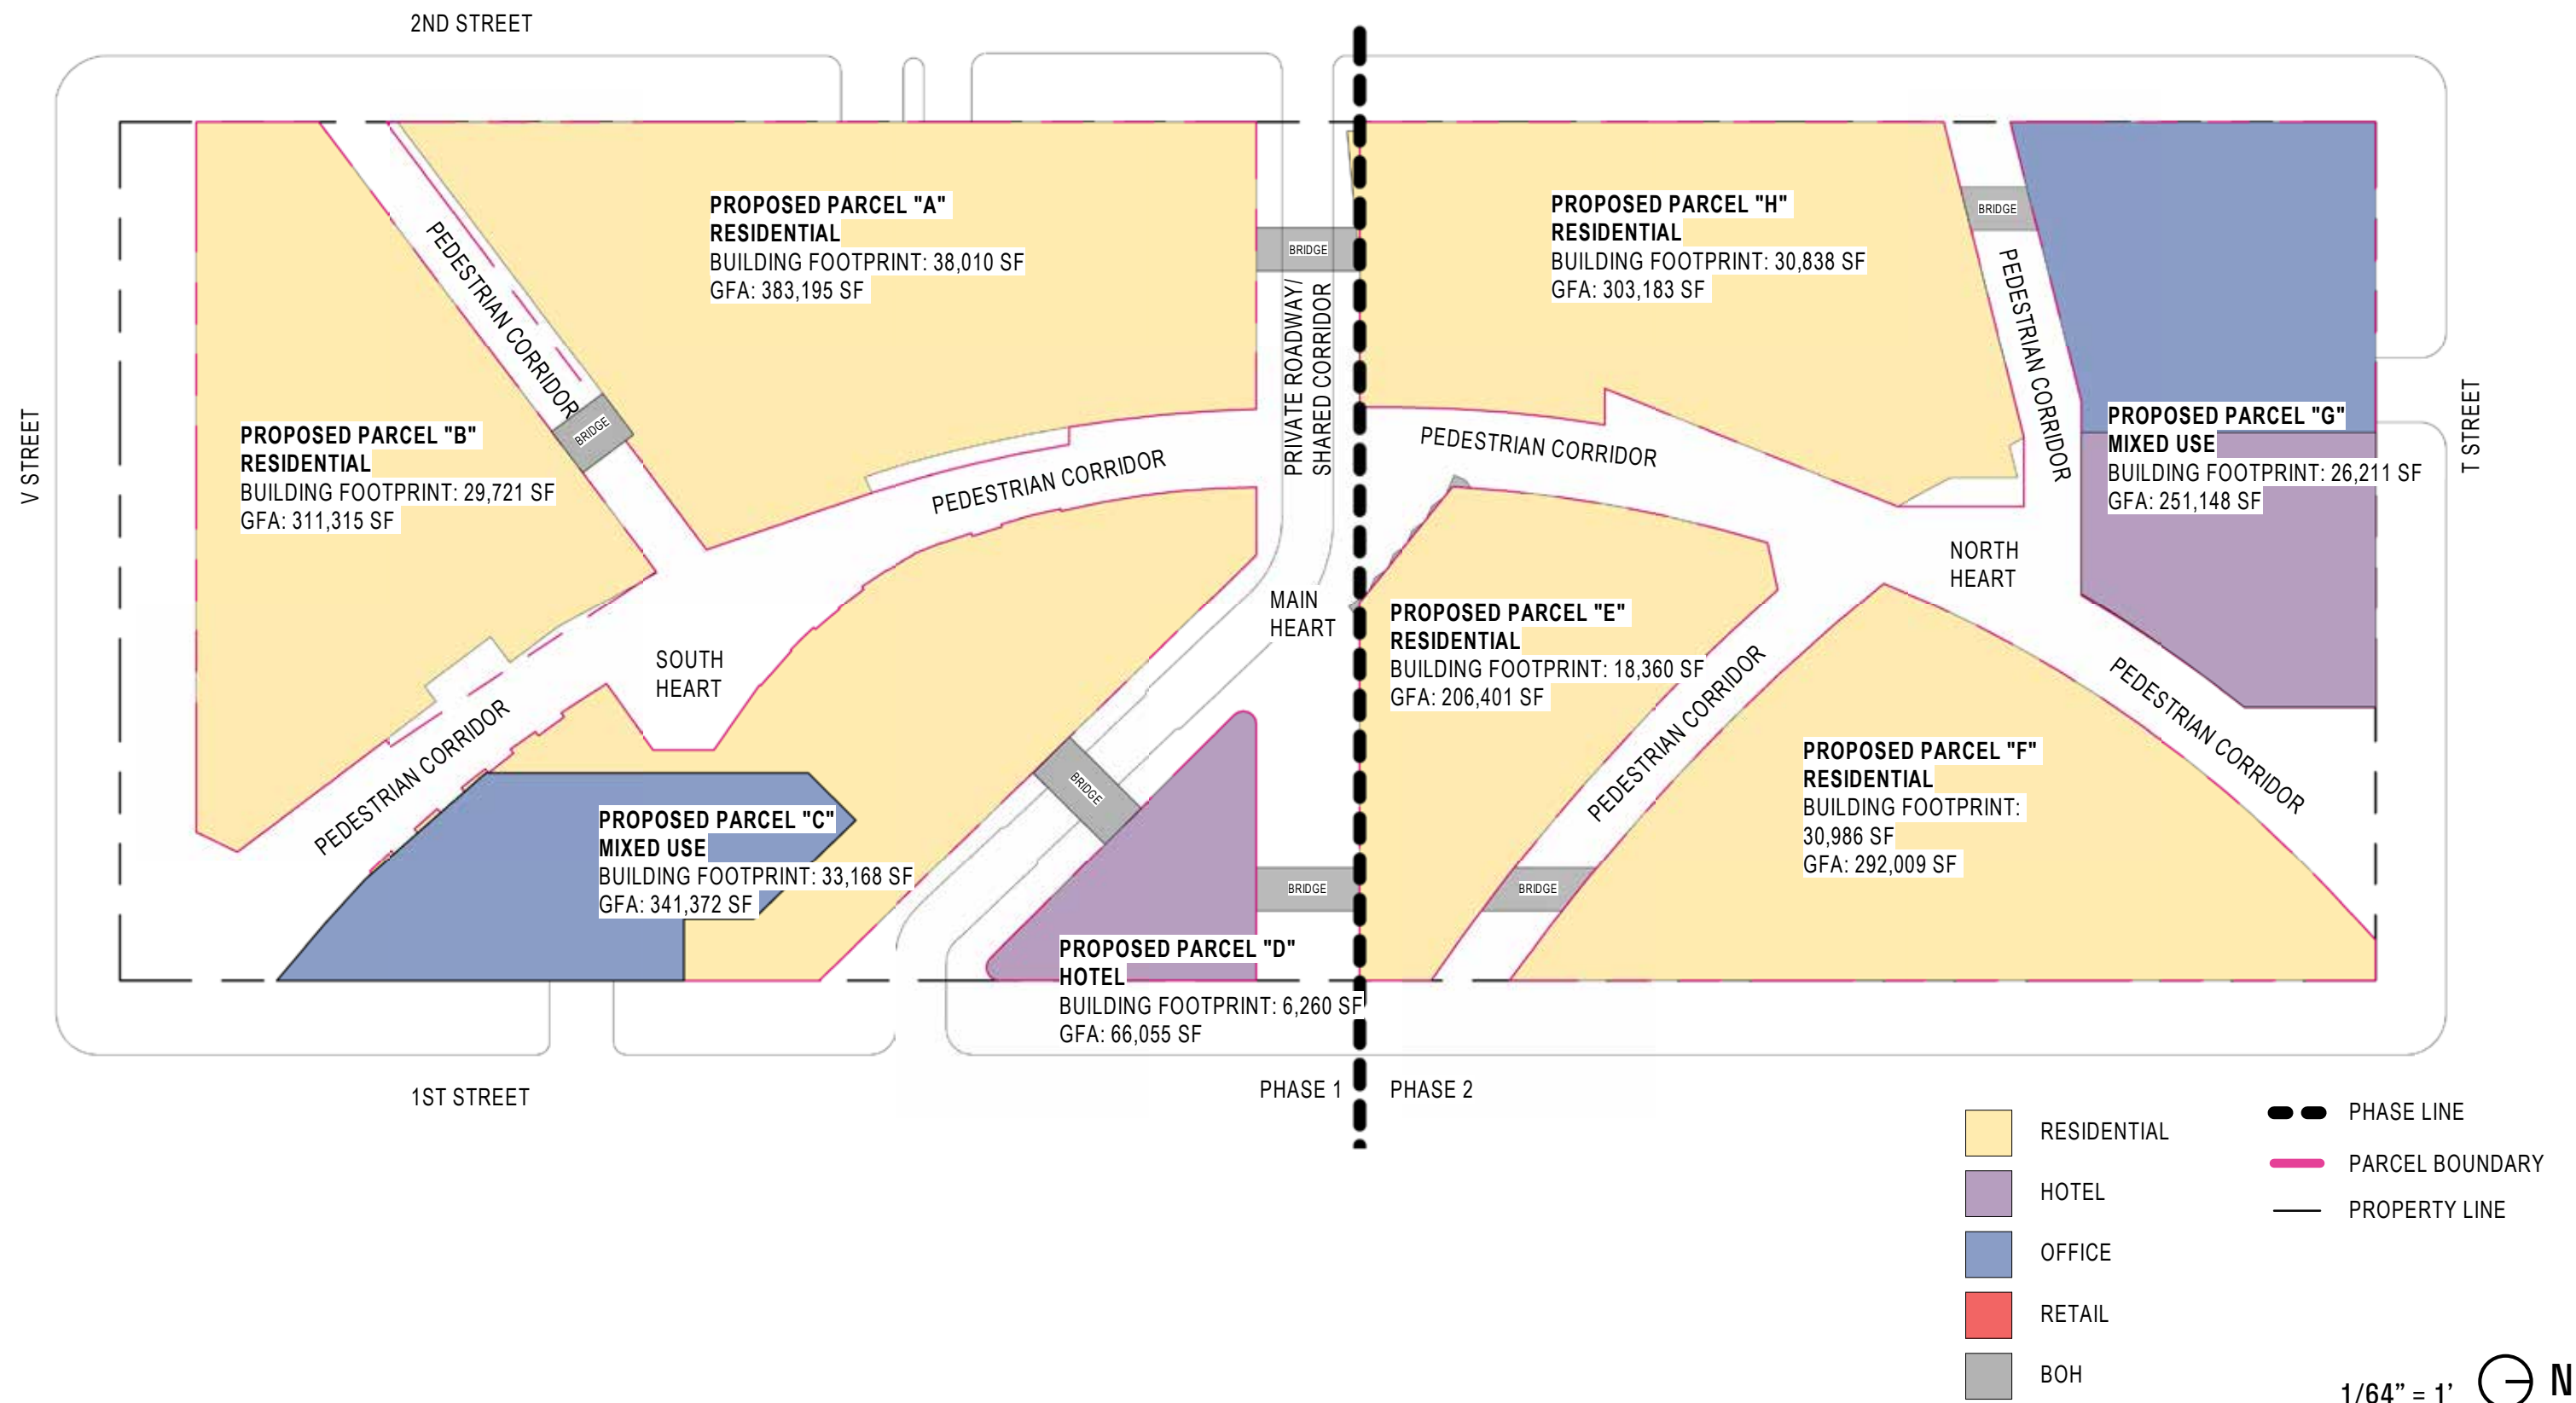 2ND STREET
V STREET
T STREET
1ST STREET
PROPOSED PARCEL "A"
RESIDENTIAL
BUILDING FOOTPRINT: 38,010 SF
GFA: 383,195 SF
PROPOSED PARCEL "H"
RESIDENTIAL
BUILDING FOOTPRINT: 30,838 SF
GFA: 303,183 SF
BRIDGE
BRIDGE
PEDESTRIAN CORRIDOR
PRIVATE ROADWAY/
SHARED CORRIDOR
PEDESTRIAN CORRIDOR
BRIDGE
PROPOSED PARCEL "B"
RESIDENTIAL
BUILDING FOOTPRINT: 29,721 SF
GFA: 311,315 SF
PEDESTRIAN CORRIDOR
PEDESTRIAN CORRIDOR
PROPOSED PARCEL "G"
MIXED USE
BUILDING FOOTPRINT: 26,211 SF
GFA: 251,148 SF
NORTH
HEART
MAIN
HEART
SOUTH
HEART
PROPOSED PARCEL "E"
RESIDENTIAL
BUILDING FOOTPRINT: 18,360 SF
GFA: 206,401 SF
PEDESTRIAN CORRIDOR
PEDESTRIAN CORRIDOR
PEDESTRIAN CORRIDOR
PROPOSED PARCEL "F"
RESIDENTIAL
BUILDING FOOTPRINT:
30,986 SF
GFA: 292,009 SF
BRIDGE
PROPOSED PARCEL "C"
MIXED USE
BUILDING FOOTPRINT: 33,168 SF
GFA: 341,372 SF
BRIDGE
BRIDGE
PROPOSED PARCEL "D"
HOTEL
BUILDING FOOTPRINT: 6,260 SF
GFA: 66,055 SF
PHASE 1
PHASE 2
RESIDENTIAL
HOTEL
OFFICE
RETAIL
BOH
PHASE LINE
PARCEL BOUNDARY
PROPERTY LINE
1/64" = 1'
N